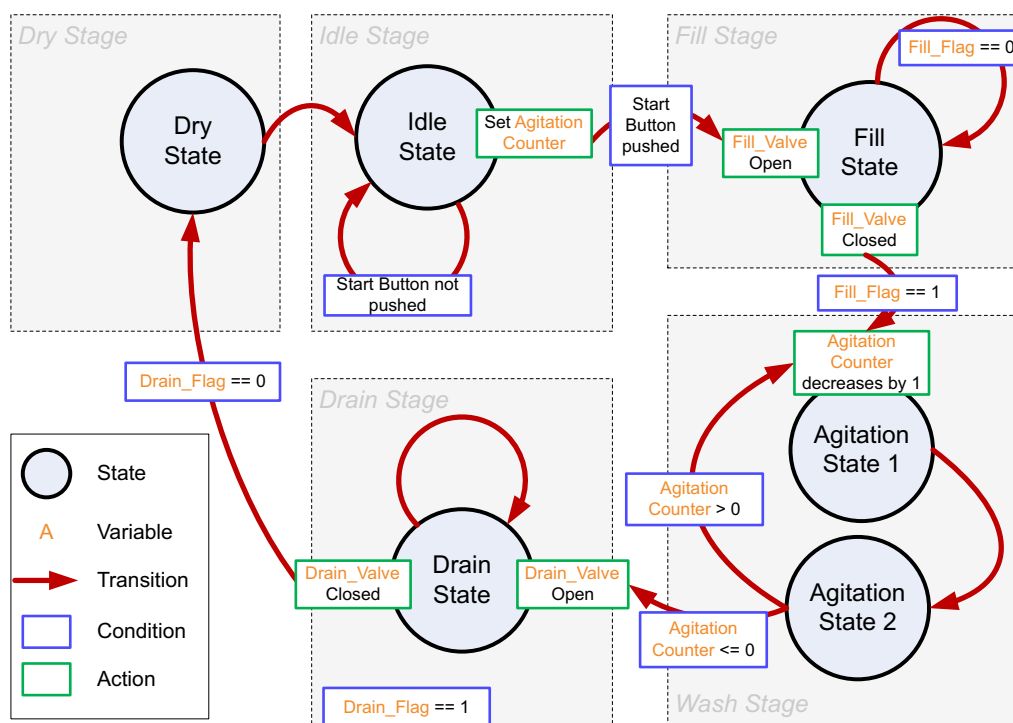 Dry Stage
Idle Stage
Fill Stage
Fill_Flag == 0
Dry
State
Idle
State
Set Agitation
Counter
Start
Button
pushed
Fill_Valve
Open
Fill
State
Fill_Valve
Closed
Start Button not
pushed
Fill_Flag == 1
Agitation
Counter
decreases by 1
Drain_Flag == 0
Drain Stage
Agitation
State 1
Agitation
Counter > 0
Drain_Valve
Closed
Drain
State
Drain_Valve
Open
Agitation
State 2
Agitation
Counter <= 0
Drain_Flag == 1
Wash Stage
State
A Variable
Transition
Condition
Action